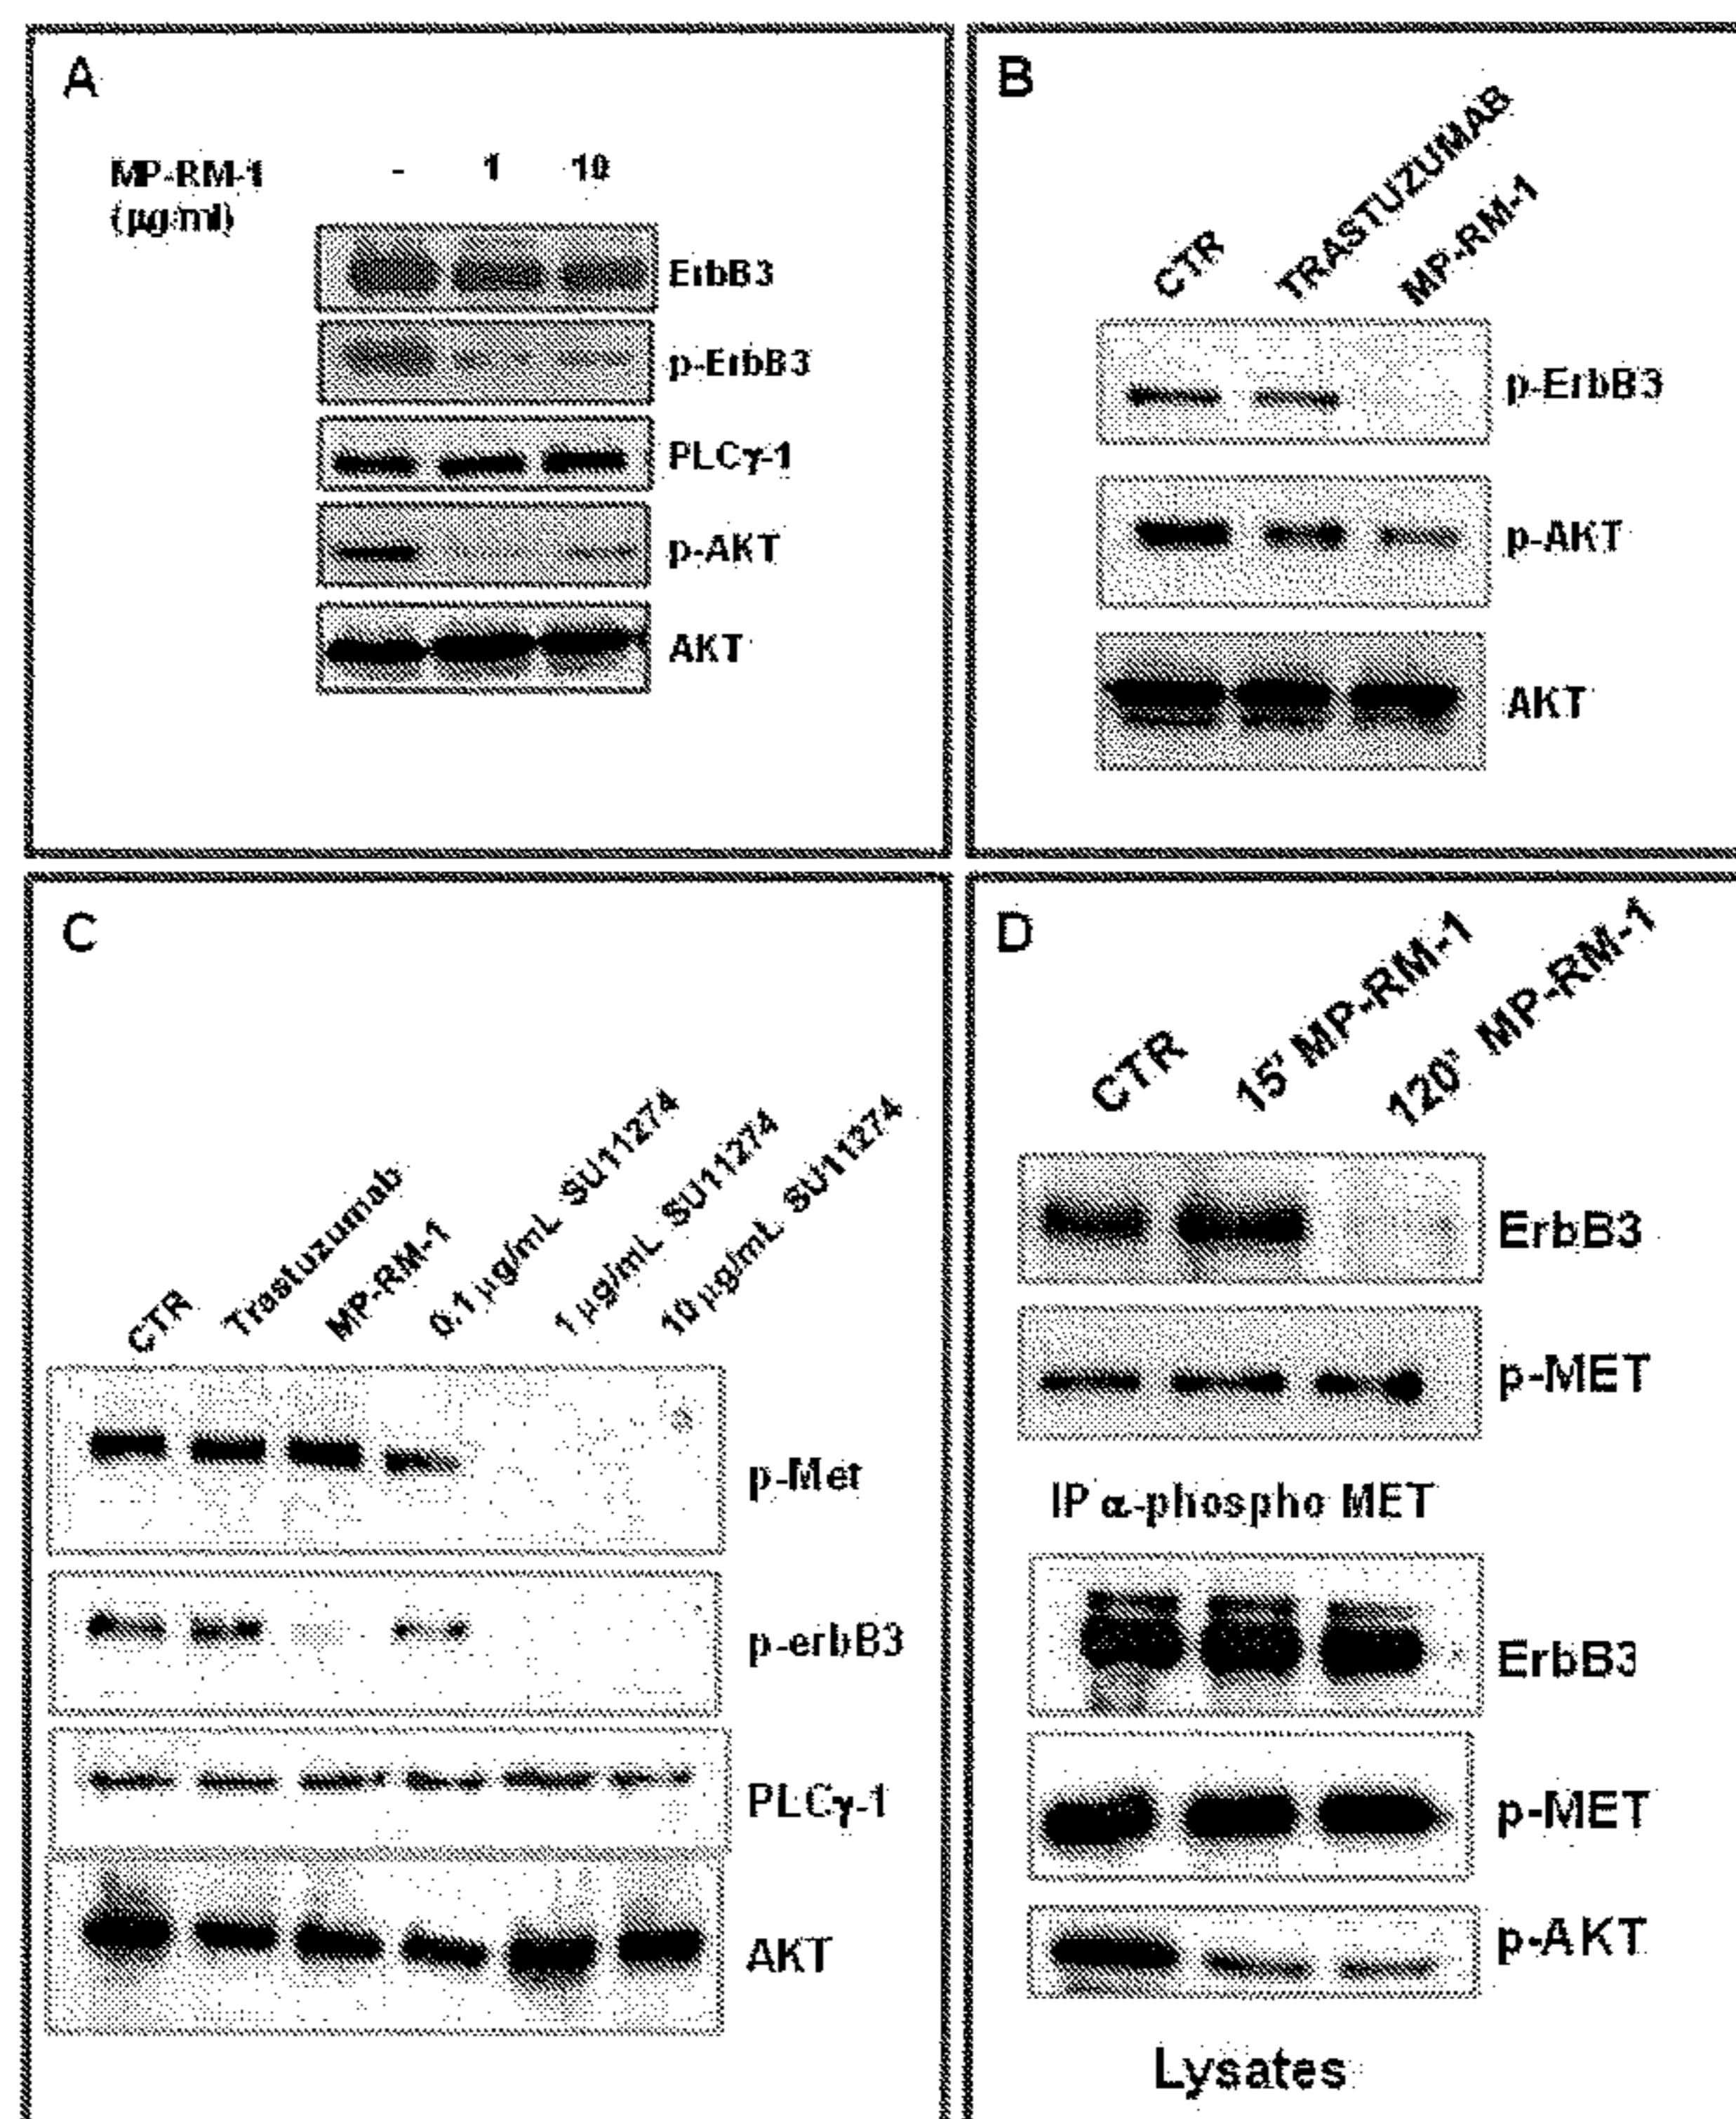 A
MP-RM-1 - 1 10
(µg/ml)
ErbB3
p-ErbB3
PLCγ-1
p-AKT
AKT
B
CTR
TRASTUZUMAB
MP-RM-1
p-ErbB3
p-AKT
AKT
C
CTR
Trastuzumab
MP-RM-1
0.1 µg/mL SU11274
1 µg/mL SU11274
10 µg/mL SU11274
p-Met
p-erbB3
PLCγ-1
AKT
D
CTR
15' MP-RM-1
120' MP-RM-1
ErbB3
p-MET
IP α-phospho MET
ErbB3
p-MET
p-AKT
Lysates